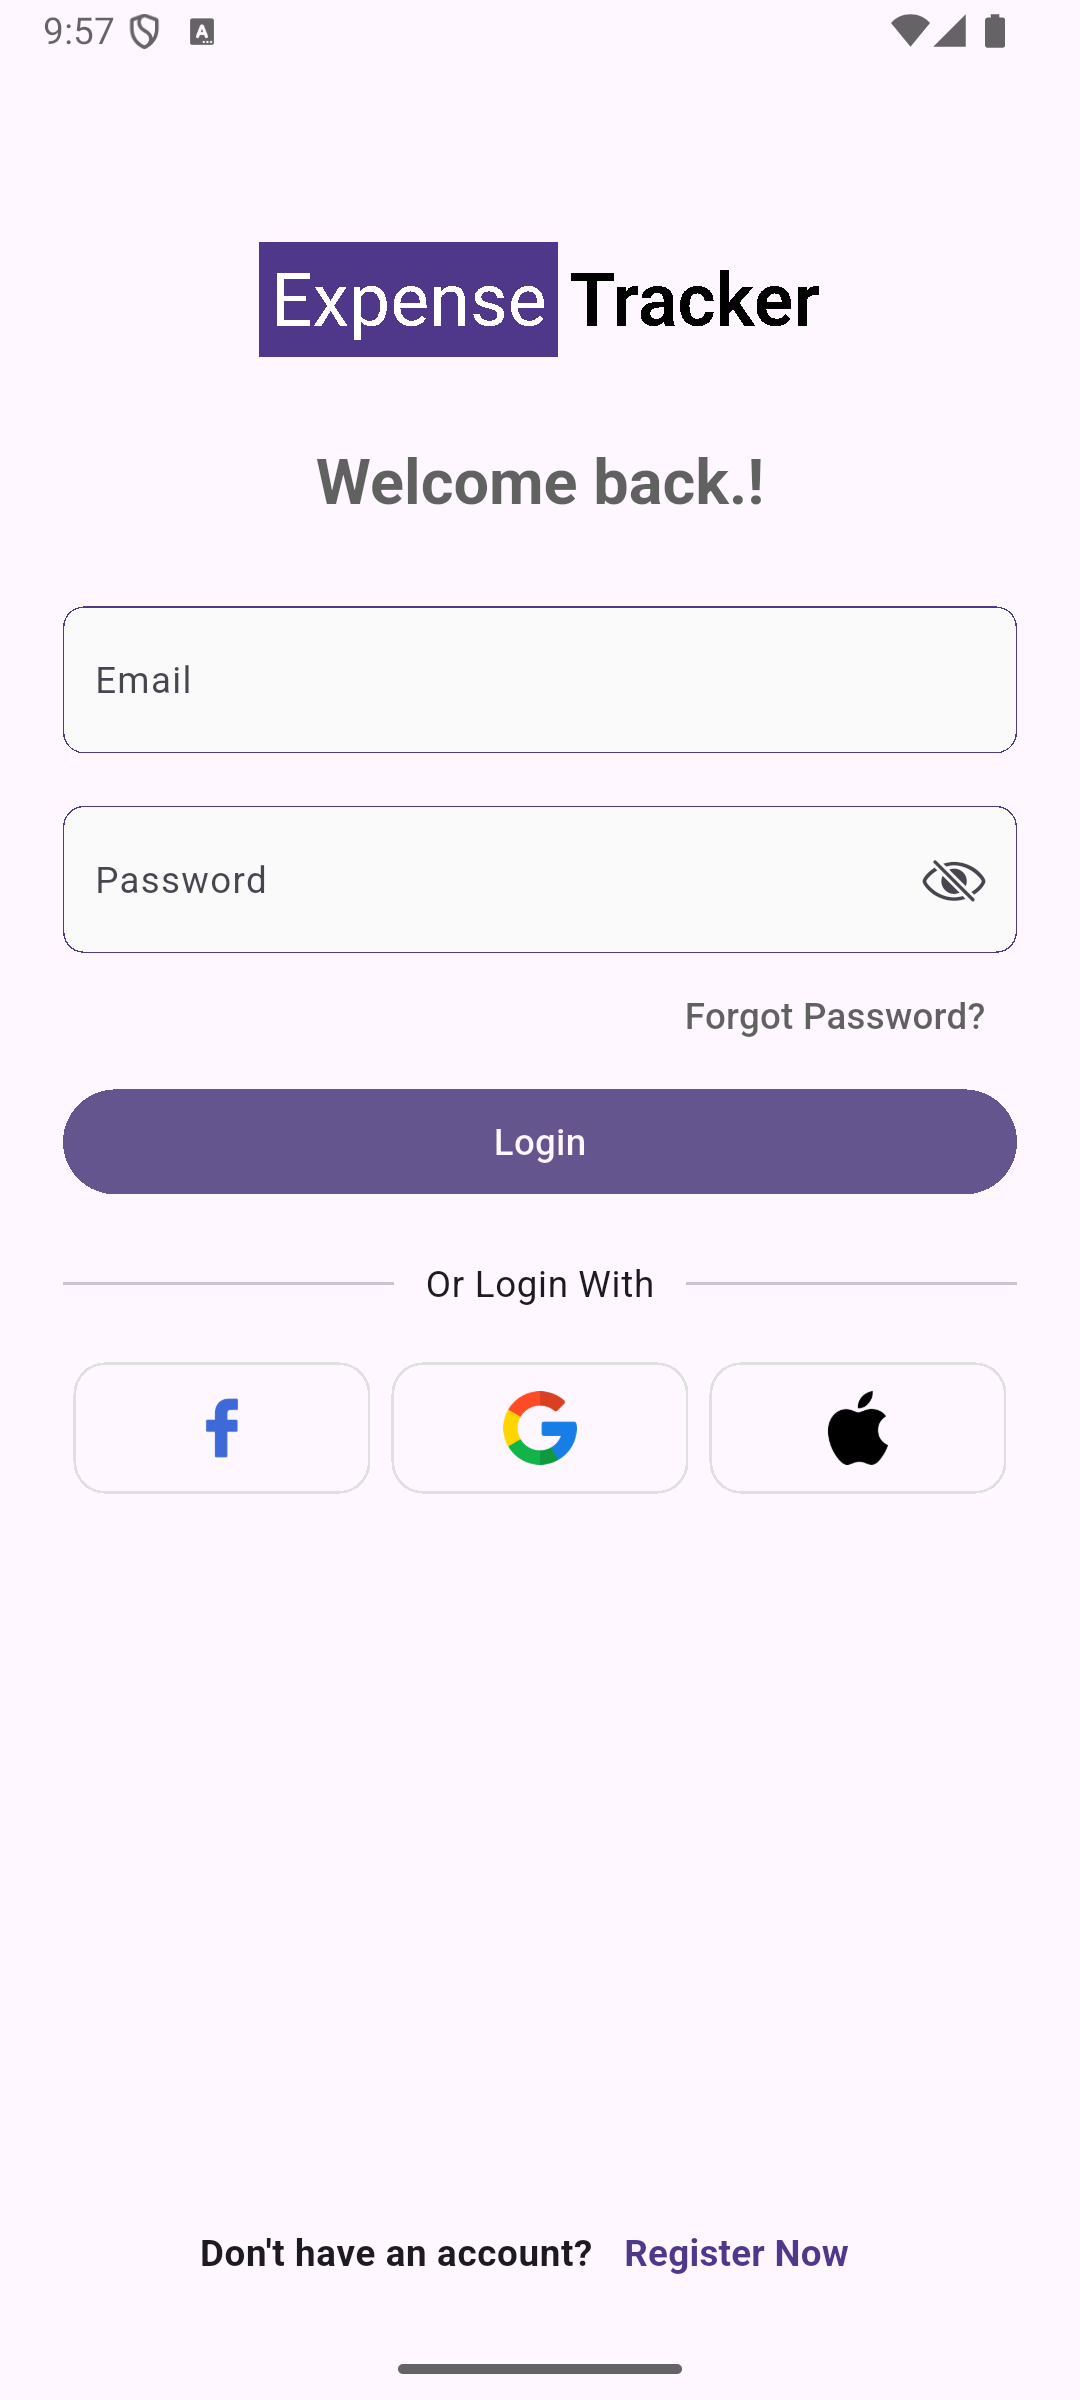 9:57
Expense Tracker
Welcome back.!
Email
Password
Forgot Password?
Login
Or Login With
Don't have an account? Register Now